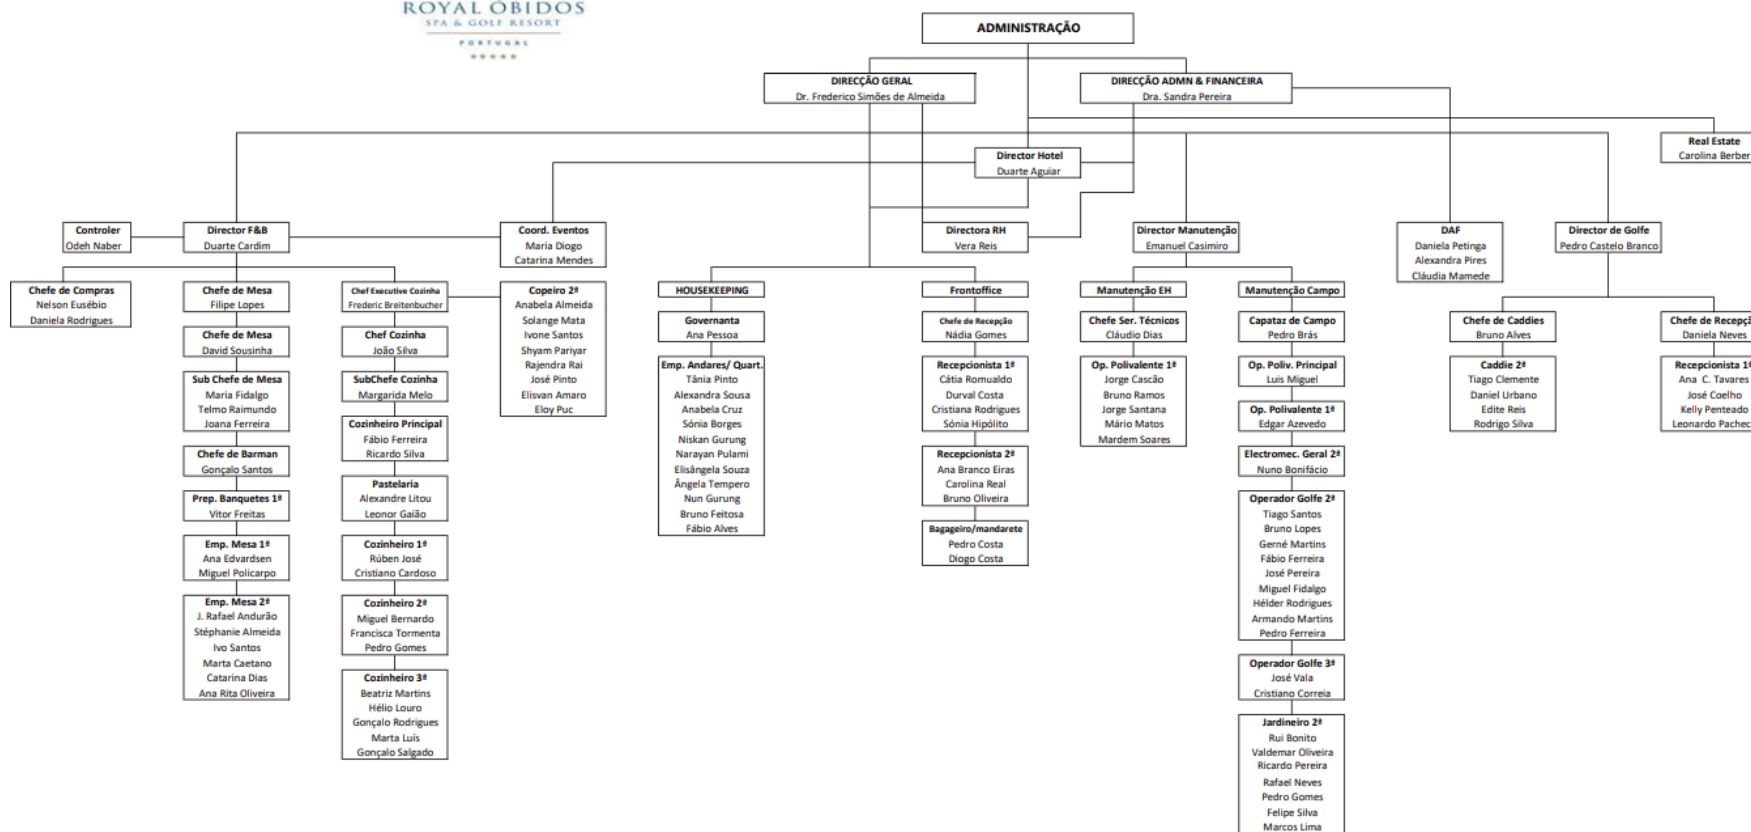 ROYAL ÓBIDOS
SPA & GOLF RESORT
PORTUGAL
ADMINISTRAÇÃO
DIRECÇÃO GERAL
Dr. Frederico Simões de Almeida
DIRECÇÃO ADMN & FINANCEIRA
Dra. Sandra Pereira
Real Estate
Carolina Berber
Director Hotel
Duarte Aguiar
Controler
Odeh Naber
Director F&B
Duarte Cardim
Coord. Eventos
Maria Diogo
Catarina Mendes
Directora RH
Vera Reis
Director Manutenção
Emanuel Casimiro
DAF
Daniela Petinga
Alexandra Pires
Cláudia Mamede
Director de Golfe
Pedro Castelo Branco
Chefe de Compras
Nelson Eusébio
Daniela Rodrigues
Chefe de Mesa
Filipe Lopes
Chefe de Mesa
David Sousinha
Sub Chefe de Mesa
Maria Fidalgo
Telmo Raimundo
Joana Ferreira
Chefe de Barman
Gonçalo Santos
Prep. Banquetes 1ª
Vitor Freitas
Emp. Mesa 1ª
Ana Edvardsen
Miguel Policarpo
Emp. Mesa 2ª
J. Rafael Andurão
Stéphanie Almeida
Ivo Santos
Marta Caetano
Catarina Dias
Ana Rita Oliveira
Chef Executive Cozinha
Frederic Breitenbucher
Chef Cozinha
João Silva
SubChefe Cozinha
Margarida Melo
Cozinheiro Principal
Fábio Ferreira
Ricardo Silva
Pastelaria
Alexandre Litou
Leonor Gaião
Cozinheiro 1ª
Rúben José
Cristiano Cardoso
Cozinheiro 2ª
Miguel Bernardo
Francisca Tormenta
Pedro Gomes
Cozinheiro 3ª
Beatriz Martins
Hélio Louro
Gonçalo Rodrigues
Marta Luís
Gonçalo Salgado
Copeiro 2ª
Anabela Almeida
Solange Mata
Ivone Santos
Shyam Pariyar
Rajendra Rai
José Pinto
Elisvan Amaro
Eloy Puc
HOUSEKEEPING
Governanta
Ana Pessoa
Emp. Andares/ Quart.
Tânia Pinto
Alexandra Sousa
Anabela Cruz
Sónia Borges
Niskan Gurung
Narayan Pulami
Elisângela Souza
Ângela Tempero
Nun Gurung
Bruno Feitosa
Fábio Alves
Frontoffice
Chefe de Recepção
Nádia Gomes
Recepcionista 1ª
Cátia Romualdo
Durval Costa
Cristiana Rodrigues
Sónia Hipólito
Recepcionista 2ª
Ana Branco Eiras
Carolina Real
Bruno Oliveira
Bagageiro/mandarete
Pedro Costa
Diogo Costa
Manutenção EH
Chefe Ser. Técnicos
Cláudio Dias
Op. Polivalente 1ª
Jorge Cascão
Bruno Ramos
Jorge Santana
Mário Matos
Mardem Soares
Manutenção Campo
Capataz de Campo
Pedro Brás
Op. Poliv. Principal
Luis Miguel
Op. Polivalente 1ª
Edgar Azevedo
Electromec. Geral 2ª
Nuno Bonifácio
Operador Golfe 2ª
Tiago Santos
Bruno Lopes
Gerné Martins
Fábio Ferreira
José Pereira
Miguel Fidalgo
Hélder Rodrigues
Armando Martins
Pedro Ferreira
Operador Golfe 3ª
José Vala
Cristiano Correia
Jardineiro 2ª
Rui Bonito
Valdemar Oliveira
Ricardo Pereira
Rafael Neves
Pedro Gomes
Felipe Silva
Marcos Lima
Chefe de Caddies
Bruno Alves
Caddie 2ª
Tiago Clemente
Daniel Urbano
Edite Reis
Rodrigo Silva
Chefe de Recepçã
Daniela Neves
Recepcionista 1ª
Ana C. Tavares
José Coelho
Kelly Penteado
Leonardo Pachec